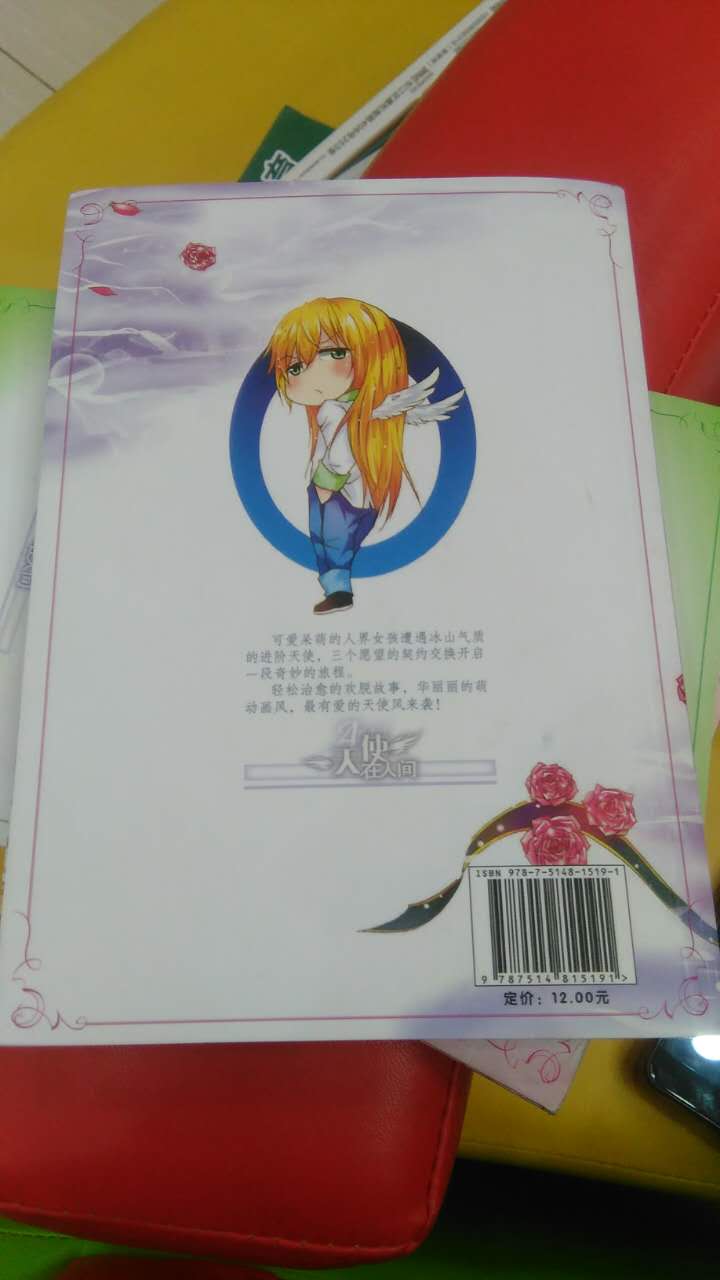 可爱呆萌的人界女孩遭遇冰山气质
的进阶天使，三个愿望的契约交换开启
一段奇妙的旅程。
轻松治愈的欢脱故事，华丽丽的萌
动画风，最有爱的天使风来袭！
天使在人间
ISBN 978-7-5148-1519-1
9 787514 815191>
定价：12.00元